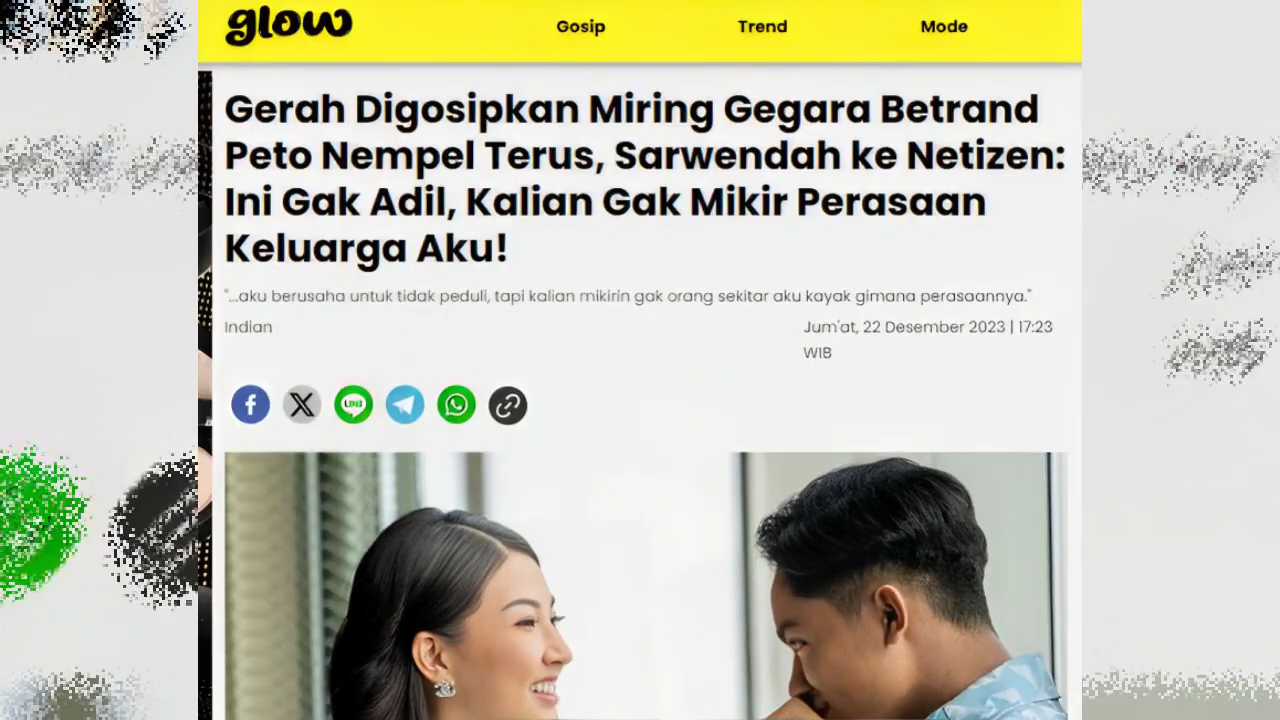 glow
Gosip
Trend
Mode
Gerah Digosipkan Miring Gegara Betrand
Peto Nempel Terus, Sarwendah ke Netizen:
Ini Gak Adil, Kalian Gak Mikir Perasaan
Keluarga Aku!
"...aku berusaha untuk tidak peduli, tapi kalian mikirin gak orang sekitar aku kayak gimana perasaannya."
Indian
Jum'at, 22 Desember 2023 | 17:23
WIB
LINE